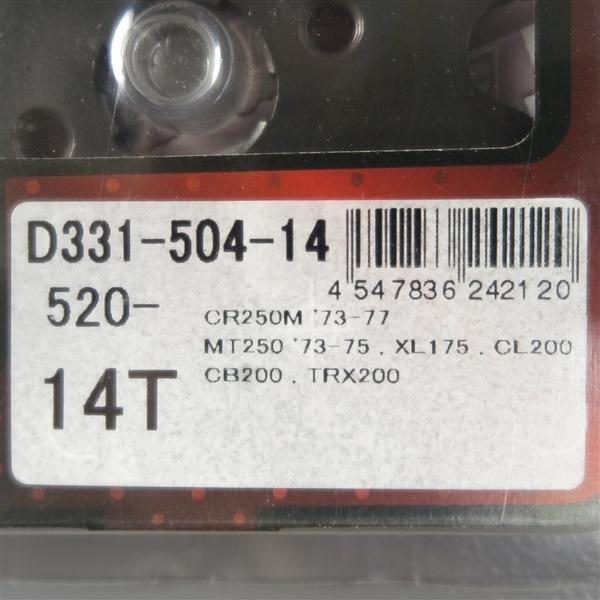 D331-504-14
4 547836 242120
520-
CR250M '73-77
MT250 '73-75 . XL175 . CL200
14T
CB200 . TRX200